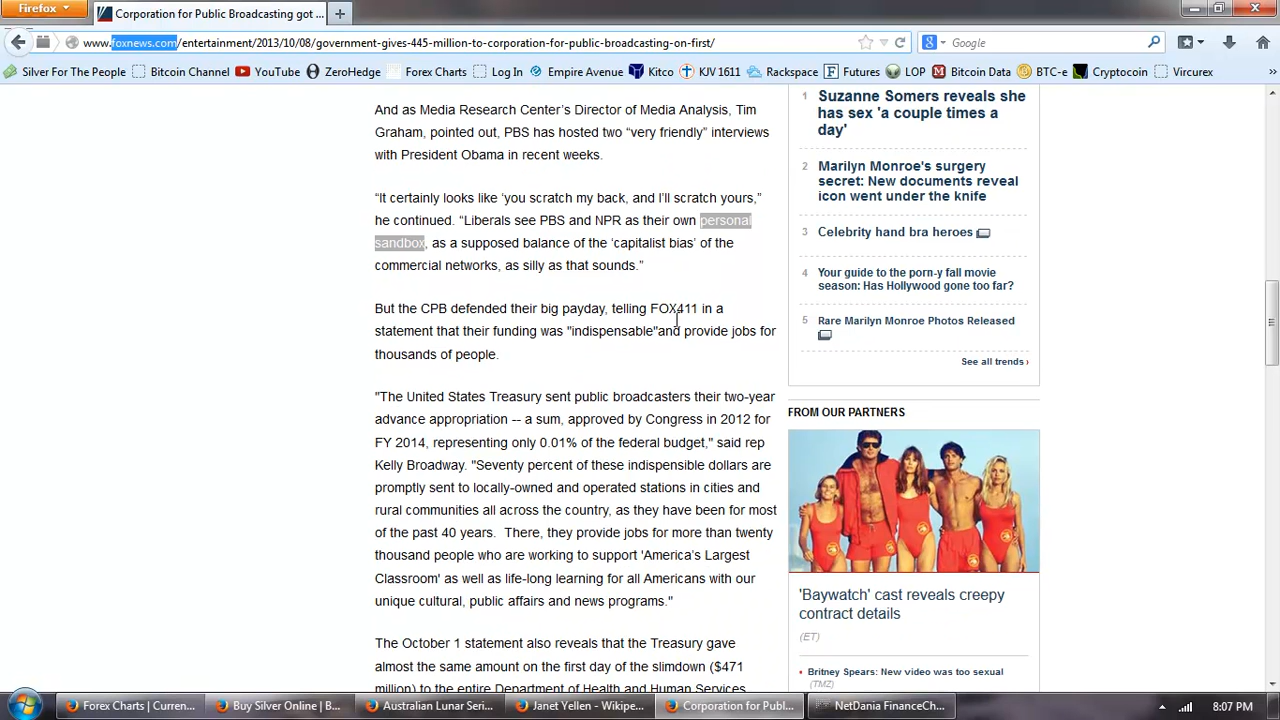 Firefox
Corporation for Public Broadcasting got ...
www.foxnews.com/entertainment/2013/10/08/government-gives-445-million-to-corporation-for-public-broadcasting-on-first/
Google
Silver For The People
Bitcoin Channel
YouTube
ZeroHedge
Forex Charts
Log In
Empire Avenue
Kitco
KJV 1611
Rackspace
Futures
LOP
Bitcoin Data
BTC-e
Cryptocoin
Vircurex
And as Media Research Center's Director of Media Analysis, Tim
Graham, pointed out, PBS has hosted two “very friendly” interviews
with President Obama in recent weeks.
“It certainly looks like ‘you scratch my back, and I’ll scratch yours,”
he continued. “Liberals see PBS and NPR as their own personal
sandbox, as a supposed balance of the ‘capitalist bias’ of the
commercial networks, as silly as that sounds.”
But the CPB defended their big payday, telling FOX411 in a
statement that their funding was "indispensable"and provide jobs for
thousands of people.
"The United States Treasury sent public broadcasters their two-year
advance appropriation -- a sum, approved by Congress in 2012 for
FY 2014, representing only 0.01% of the federal budget," said rep
Kelly Broadway. "Seventy percent of these indispensible dollars are
promptly sent to locally-owned and operated stations in cities and
rural communities all across the country, as they have been for most
of the past 40 years. There, they provide jobs for more than twenty
thousand people who are working to support 'America’s Largest
Classroom' as well as life-long learning for all Americans with our
unique cultural, public affairs and news programs."
The October 1 statement also reveals that the Treasury gave
almost the same amount on the first day of the slimdown ($471
million) to the entire Department of Health and Human Services
1 Suzanne Somers reveals she
has sex 'a couple times a
day'
2 Marilyn Monroe's surgery
secret: New documents reveal
icon went under the knife
3 Celebrity hand bra heroes
4 Your guide to the porn-y fall movie
season: Has Hollywood gone too far?
5 Rare Marilyn Monroe Photos Released
See all trends ›
FROM OUR PARTNERS
'Baywatch' cast reveals creepy
contract details
(ET)
• Britney Spears: New video was too sexual
(TMZ)
Forex Charts | Curren...
Buy Silver Online | B...
Australian Lunar Seri...
Janet Yellen - Wikipe...
Corporation for Publ...
NetDania FinanceCh...
8:07 PM